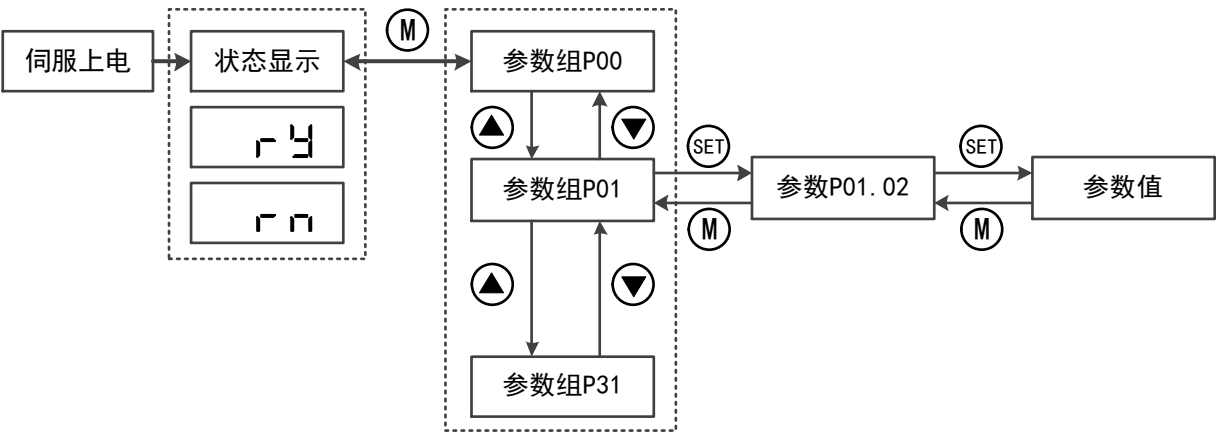 伺服上电
状态显示
M
参数组P00
ry
参数组P01
SET
参数P01.02
SET
参数值
M
M
rn
参数组P31